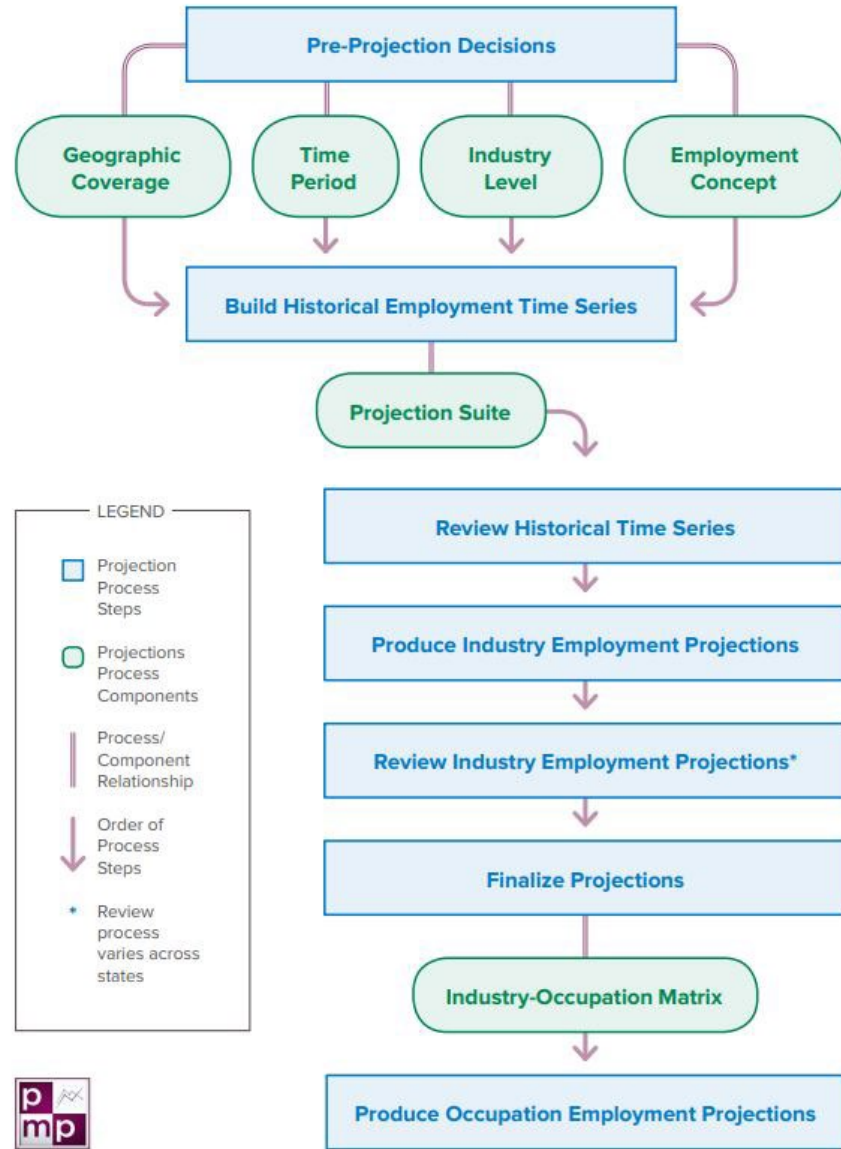 Pre-Projection Decisions
Geographic
Coverage
Time
Period
Industry
Level
Employment
Concept
Build Historical Employment Time Series
Projection Suite
LEGEND
Projection
Process
Steps
Projections
Process
Components
Process/
Component
Relationship
Order of
Process
Steps
* Review
process
varies across
states
Review Historical Time Series
Produce Industry Employment Projections
Review Industry Employment Projections*
Finalize Projections
Industry-Occupation Matrix
Produce Occupation Employment Projections
p
mp